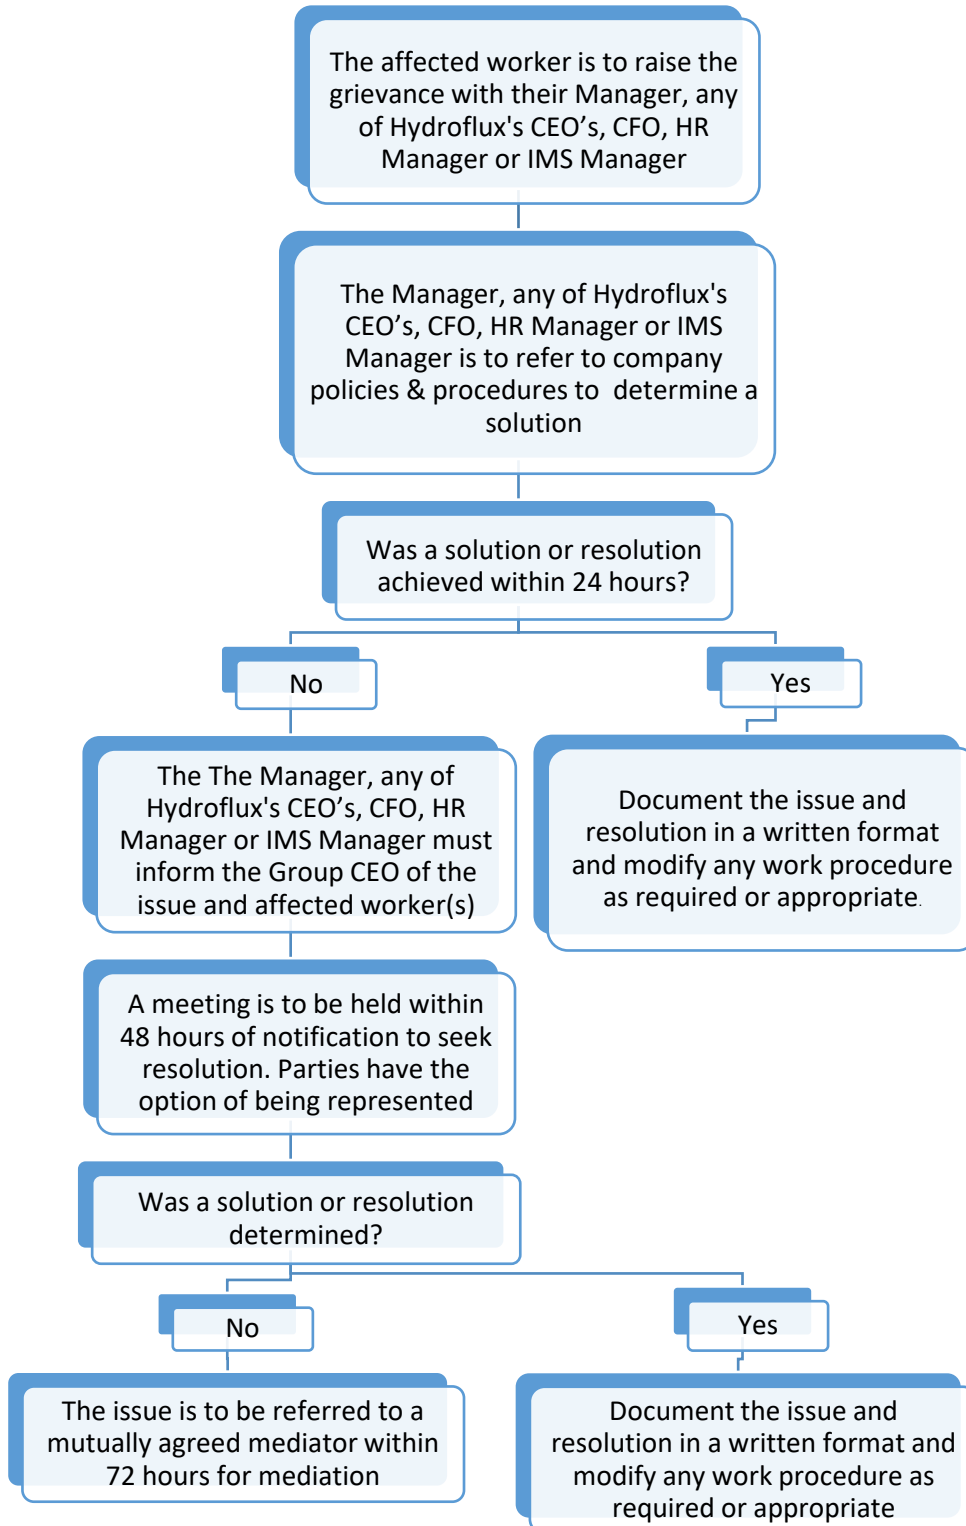 The affected worker is to raise the
grievance with their Manager, any
of Hydroflux's CEO’s, CFO, HR
Manager or IMS Manager
The Manager, any of Hydroflux's
CEO’s, CFO, HR Manager or IMS
Manager is to refer to company
policies & procedures to determine a
solution
Was a solution or resolution
achieved within 24 hours?
No
Yes
The The Manager, any of
Hydroflux's CEO’s, CFO, HR
Manager or IMS Manager must
inform the Group CEO of the
issue and affected worker(s)
Document the issue and
resolution in a written format
and modify any work procedure
as required or appropriate.
A meeting is to be held within
48 hours of notification to seek
resolution. Parties have the
option of being represented
Was a solution or resolution
determined?
No
Yes
The issue is to be referred to a
mutually agreed mediator within
72 hours for mediation
Document the issue and
resolution in a written format and
modify any work procedure as
required or appropriate